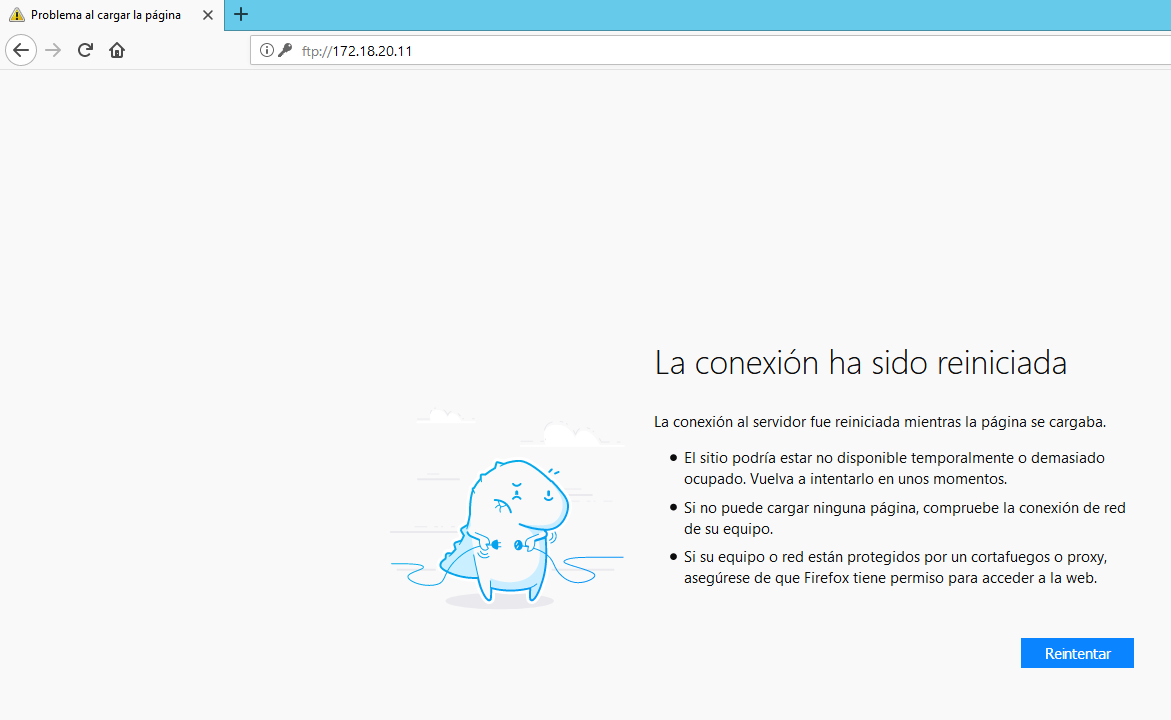 Problema al cargar la página
ftp://172.18.20.11
La conexión ha sido reiniciada
La conexión al servidor fue reiniciada mientras la página se cargaba.
El sitio podría estar no disponible temporalmente o demasiado
ocupado. Vuelva a intentarlo en unos momentos.
Si no puede cargar ninguna página, compruebe la conexión de red
de su equipo.
Si su equipo o red están protegidos por un cortafuegos o proxy,
asegúrese de que Firefox tiene permiso para acceder a la web.
Reintentar